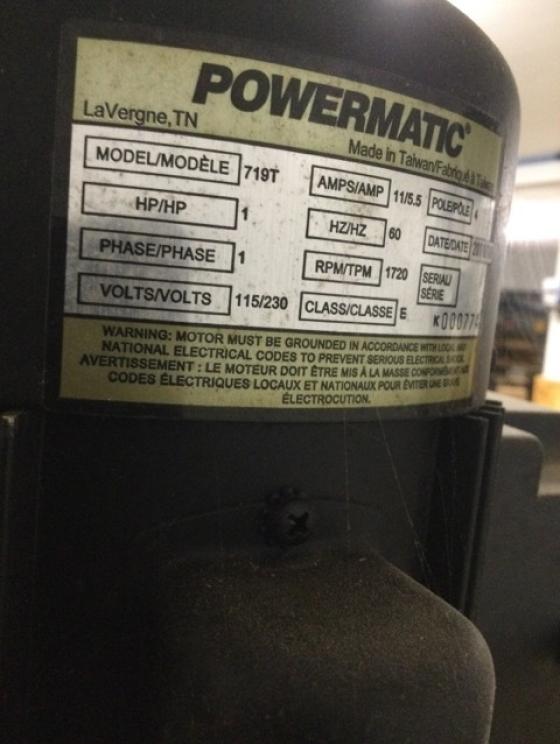 POWERMATIC®
LaVergne, TN
Made in Taiwan/Fabriqué à
MODEL/MODÈLE 719T
AMPS/AMP 11/5.5
POLE/PÔLE 4
HP/HP 1
HZ/HZ 60
DATE/DATE
PHASE/PHASE 1
RPM/TPM 1720
SERIAL/
SÉRIE
VOLTS/VOLTS 115/230
CLASS/CLASSE E
K00077
WARNING: MOTOR MUST BE GROUNDED IN ACCORDANCE WITH LOCAL AND
NATIONAL ELECTRICAL CODES TO PREVENT SERIOUS ELECTRICAL SHOCK.
AVERTISSEMENT : LE MOTEUR DOIT ÊTRE MIS À LA MASSE CONFORMÉMENT AUX
CODES ÉLECTRIQUES LOCAUX ET NATIONAUX POUR ÉVITER UNE GRAVE
ÉLECTROCUTION.